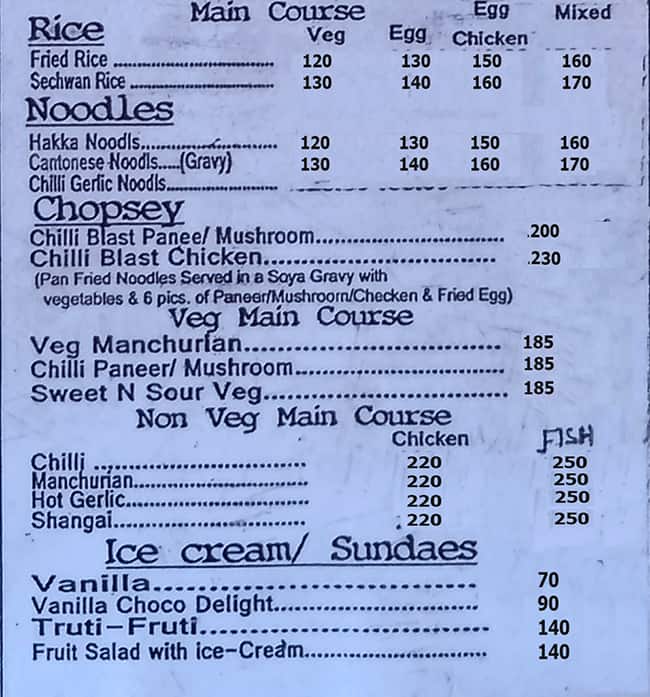 Main Course
Rice Veg Egg Egg Chicken Mixed
Fried Rice ................................ 120 130 150 160
Sechwan Rice ................................ 130 140 160 170
Noodles
Hakka Noodls................................ 120 130 150 160
Cantonese Noodls.....(Gravy) 130 140 160 170
Chilli Gerlic Noodls................................
Chopsey
Chilli Blast Panee/ Mushroom................................ .200
Chilli Blast Chicken................................ .230
(Pan Fried Noodles Served in a Soya Gravy with
vegetables & 6 pics. of Paneer/Mushroom/Checken & Fried Egg)
Veg Main Course
Veg Manchurian................................ 185
Chilli Paneer/ Mushroom................................ 185
Sweet N Sour Veg................................ 185
Non Veg Main Course
Chicken FISH
Chilli ................................ 220 250
Manchurian................................ 220 250
Hot Gerlic................................ 220 250
Shangai................................ 220 250
Ice cream/ Sundaes
Vanilla................................ 70
Vanilla Choco Delight................................ 90
Truti-Fruti................................ 140
Fruit Salad with ice-Cream................................ 140